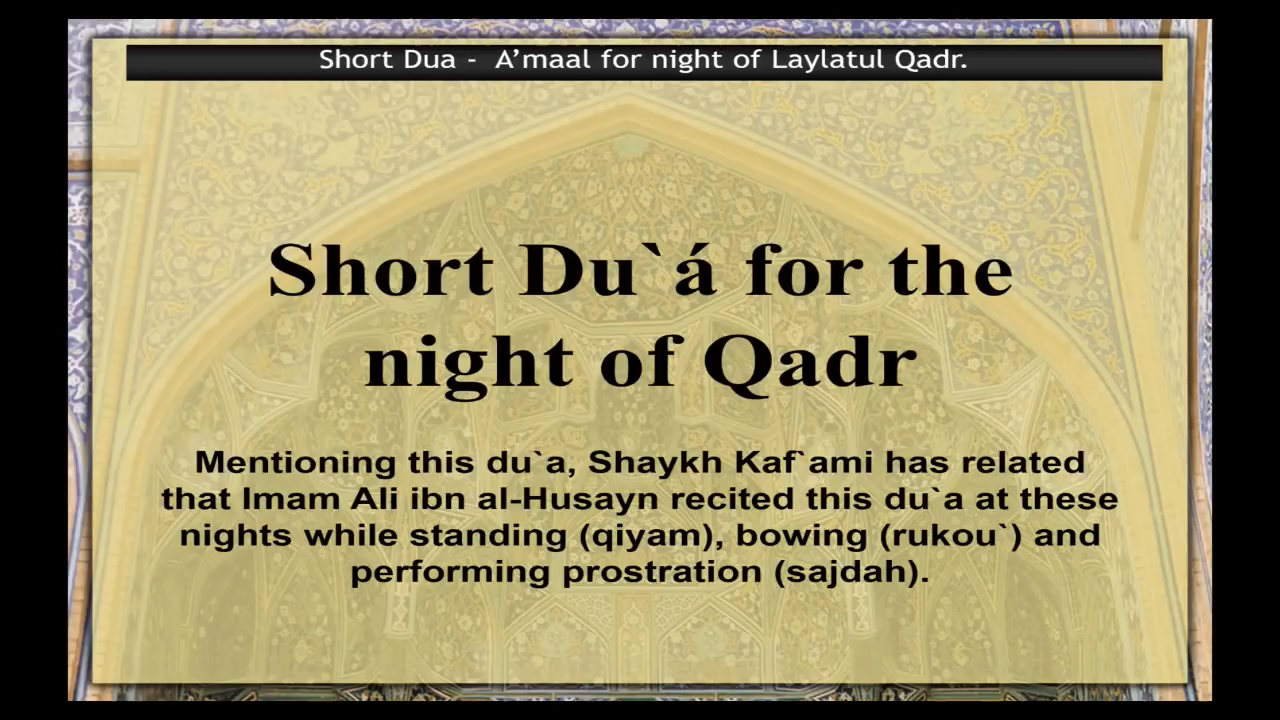 Short Dua -  A’maal for night of Laylatul Qadr.
Short Du`á for the
night of Qadr
Mentioning this du`a, Shaykh Kaf`ami has related
that Imam Ali ibn al-Husayn recited this du`a at these
nights while standing (qiyam), bowing (rukou`) and
performing prostration (sajdah).